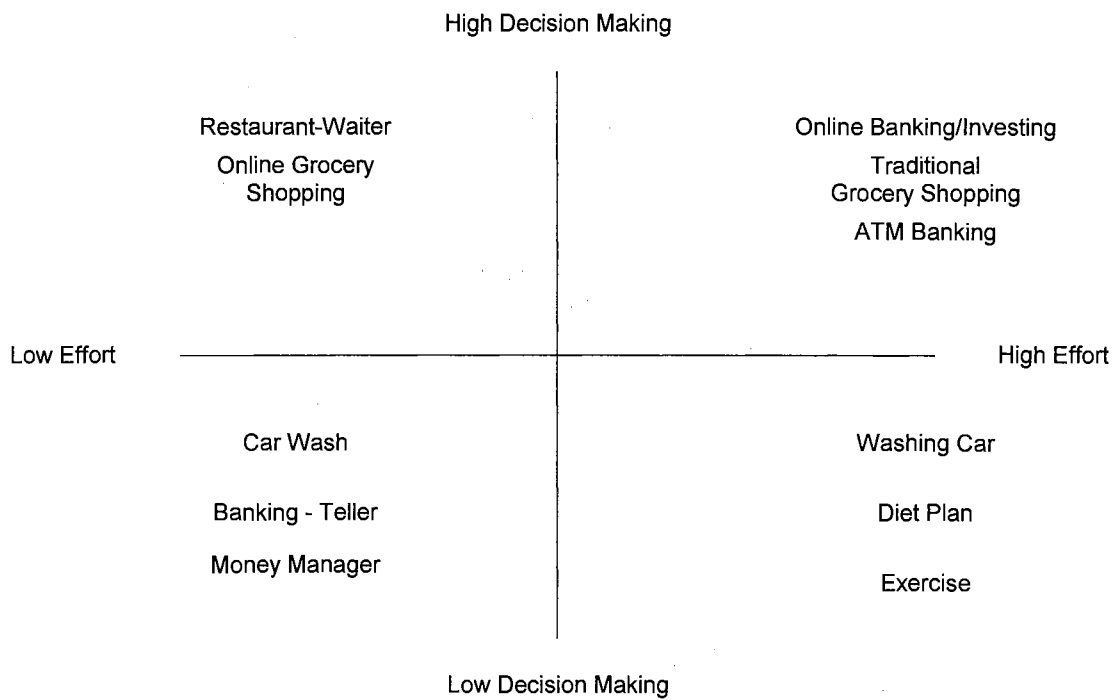 High Decision Making
Restaurant-Waiter
Online Grocery
Shopping
Online Banking/Investing
Traditional
Grocery Shopping
ATM Banking
Low Effort
High Effort
Car Wash
Banking - Teller
Money Manager
Washing Car
Diet Plan
Exercise
Low Decision Making